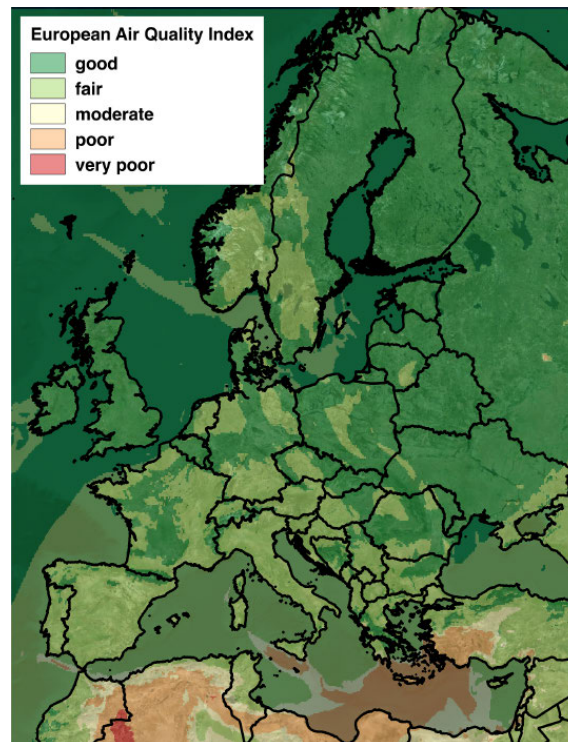 European Air Quality Index
good
fair
moderate
poor
very poor